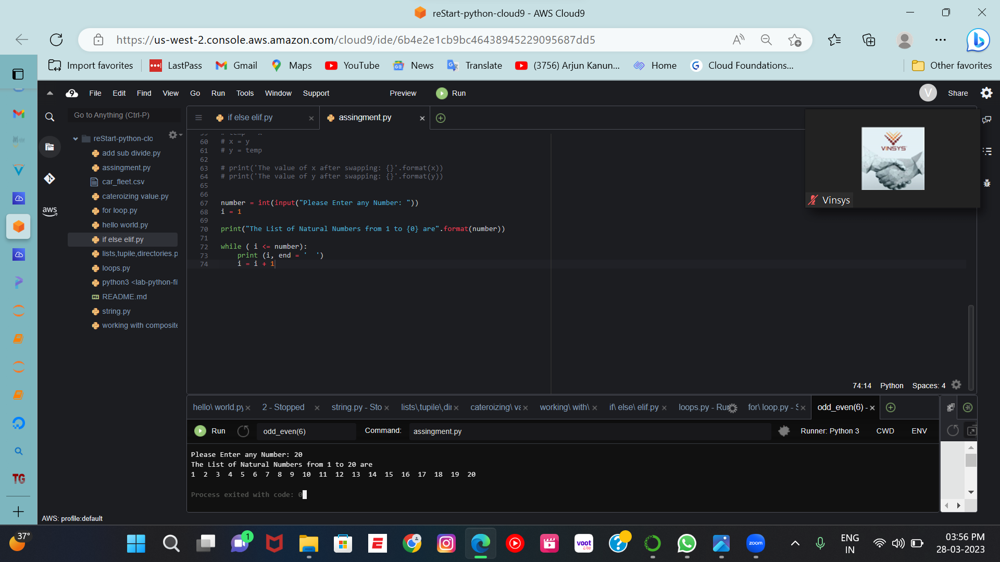 reStart-python-cloud9 - AWS Cloud9
https://us-west-2.console.aws.amazon.com/cloud9/ide/6b4e2e1cb9bc46438945229095687dd5
Import favorites LastPass Gmail Maps YouTube News Translate (3756) Arjun Kanun... Home Cloud Foundations... Other favorites
File Edit Find View Go Run Tools Window Support Preview Run V Share
Go to Anything (Ctrl-P)
if else elif.py
assingment.py
reStart-python-clo
add sub divide.py
assingment.py
car_fleet.csv
cateroizing value.py
for loop.py
hello world.py
if else elif.py
lists,tupile,directories.p
loops.py
python3 <lab-python-fil
README.md
string.py
working with composite
aws
60 # x = y
61 # y = temp
62
63 # print('The value of x after swapping: {}'.format(x))
64 # print('The value of y after swapping: {}'.format(y))
65
66
67 number = int(input("Please Enter any Number: "))
68 i = 1
69
70 print("The List of Natural Numbers from 1 to {0} are".format(number))
71
72 while ( i <= number):
73     print (i, end = '  ')
74     i = i + 1
VINSYS
Vinsys
74:14 Python Spaces: 4
hello\ world.py 2 - Stopped string.py - Sto lists\,tupile\,di cateroizing\ va working\ with\ if\ else\ elif.py loops.py - Ru for\ loop.py - S odd_even(6) -
Run odd_even(6) Command: assingment.py Runner: Python 3 CWD ENV
Please Enter any Number: 20
The List of Natural Numbers from 1 to 20 are
1  2  3  4  5  6  7  8  9  10  11  12  13  14  15  16  17  18  19  20
Process exited with code: 0
TG
AWS: profile:default
37°
1
voot
Lite
zoom
ENG
IN
03:56 PM
28-03-2023